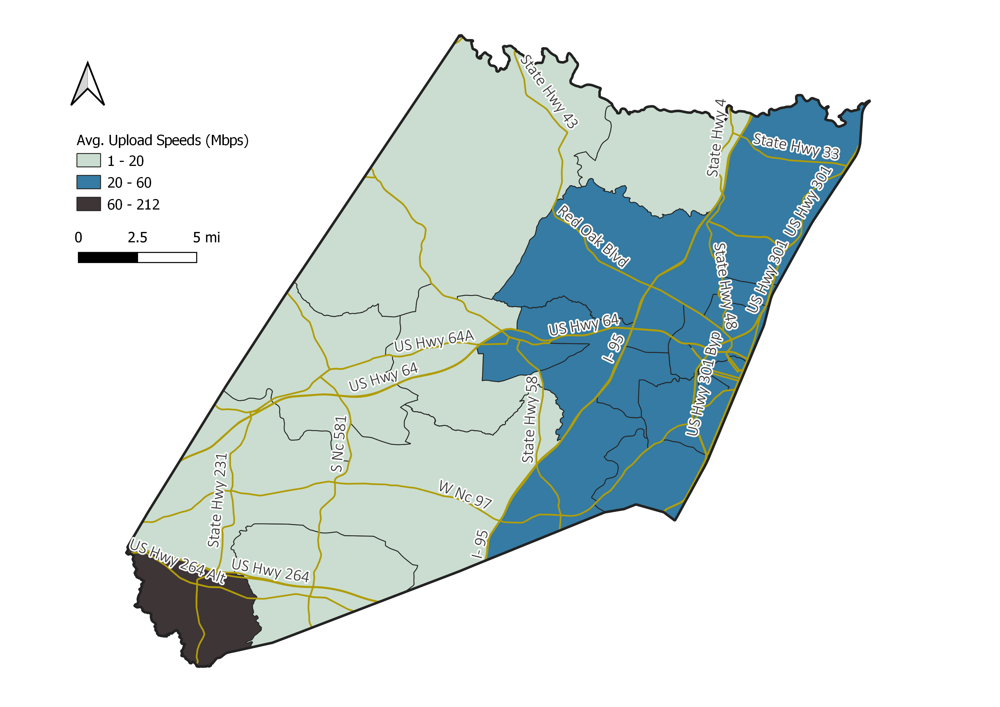 State Hwy 43
State Hwy 4
State Hwy 33
Avg. Upload Speeds (Mbps)
1 - 20
20 - 60
60 - 212
US Hwy 301
Red Oak Blvd
0 2.5 5 mi
State Hwy 48
US Hwy 301
US Hwy 64
US Hwy 64A
I- 95
US Hwy 301 Byp
US Hwy 64
State Hwy 58
S Nc 581
State Hwy 231
W Nc 97
I- 95
US Hwy 264 Alt
US Hwy 264